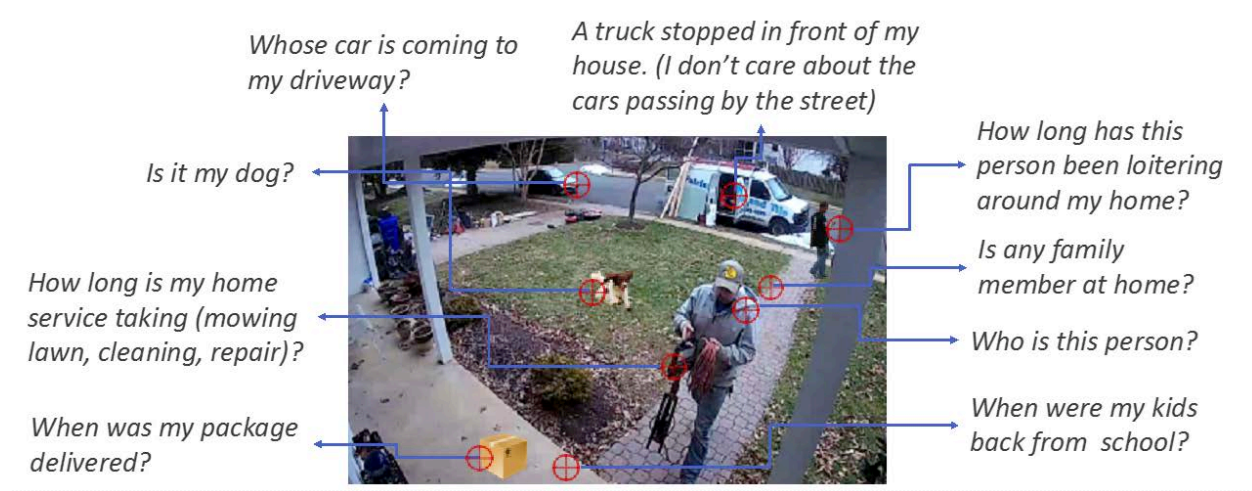 Whose car is coming to
my driveway?
A truck stopped in front of my
house. (I don’t care about the
cars passing by the street)
Is it my dog?
How long has this
person been loitering
around my home?
How long is my home
service taking (mowing
lawn, cleaning, repair)?
Is any family
member at home?
Who is this person?
When was my package
delivered?
When were my kids
back from school?